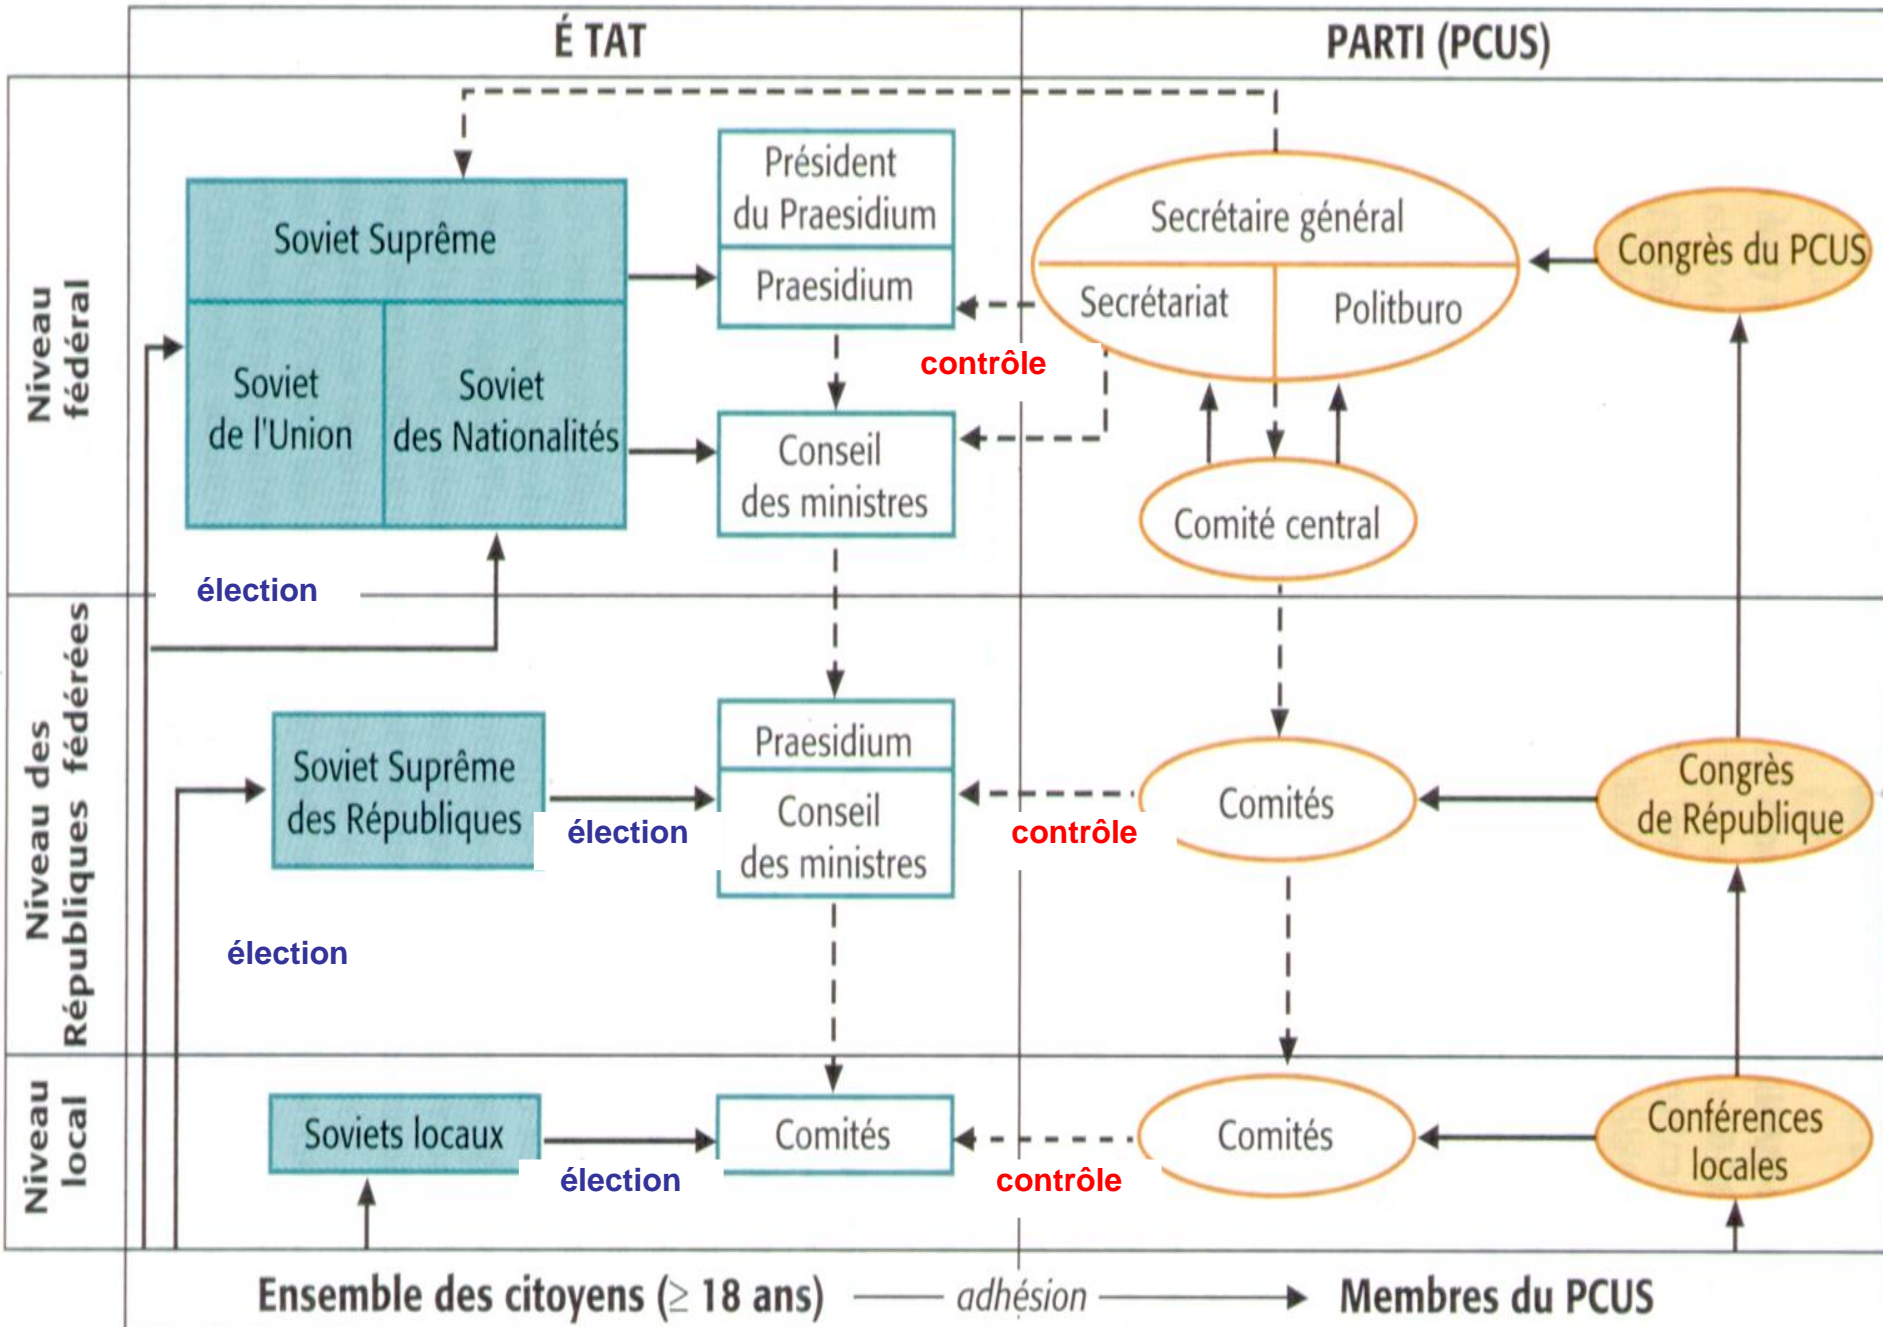 É TAT
PARTI (PCUS)
Niveau
fédéral
Soviet Suprême
Soviet
de l'Union
Soviet
des Nationalités
Président
du Praesidium
Praesidium
Conseil
des ministres
contrôle
Secrétaire général
Secrétariat
Politburo
Comité central
Congrès du PCUS
élection
Niveau des
Républiques fédérées
Soviet Suprême
des Républiques
élection
Praesidium
Conseil
des ministres
contrôle
Comités
Congrès
de République
élection
Niveau
local
Soviets locaux
élection
Comités
contrôle
Comités
Conférences
locales
Ensemble des citoyens (≥ 18 ans) adhésion Membres du PCUS